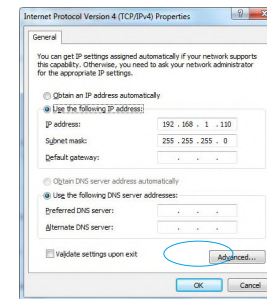 Internet Protocol Version 4 (TCP/IPv4) Properties
General
You can get IP settings assigned automatically if your network supports
this capability. Otherwise, you need to ask your network administrator
for the appropriate IP settings.
Obtain an IP address automatically
Use the following IP address:
IP address: 192 . 168 . 1 . 110
Subnet mask: 255 . 255 . 255 . 0
Default gateway: . . .
Obtain DNS server address automatically
Use the following DNS server addresses:
Preferred DNS server: . . .
Alternate DNS server: . . .
Validate settings upon exit Advanced...
OK Cancel